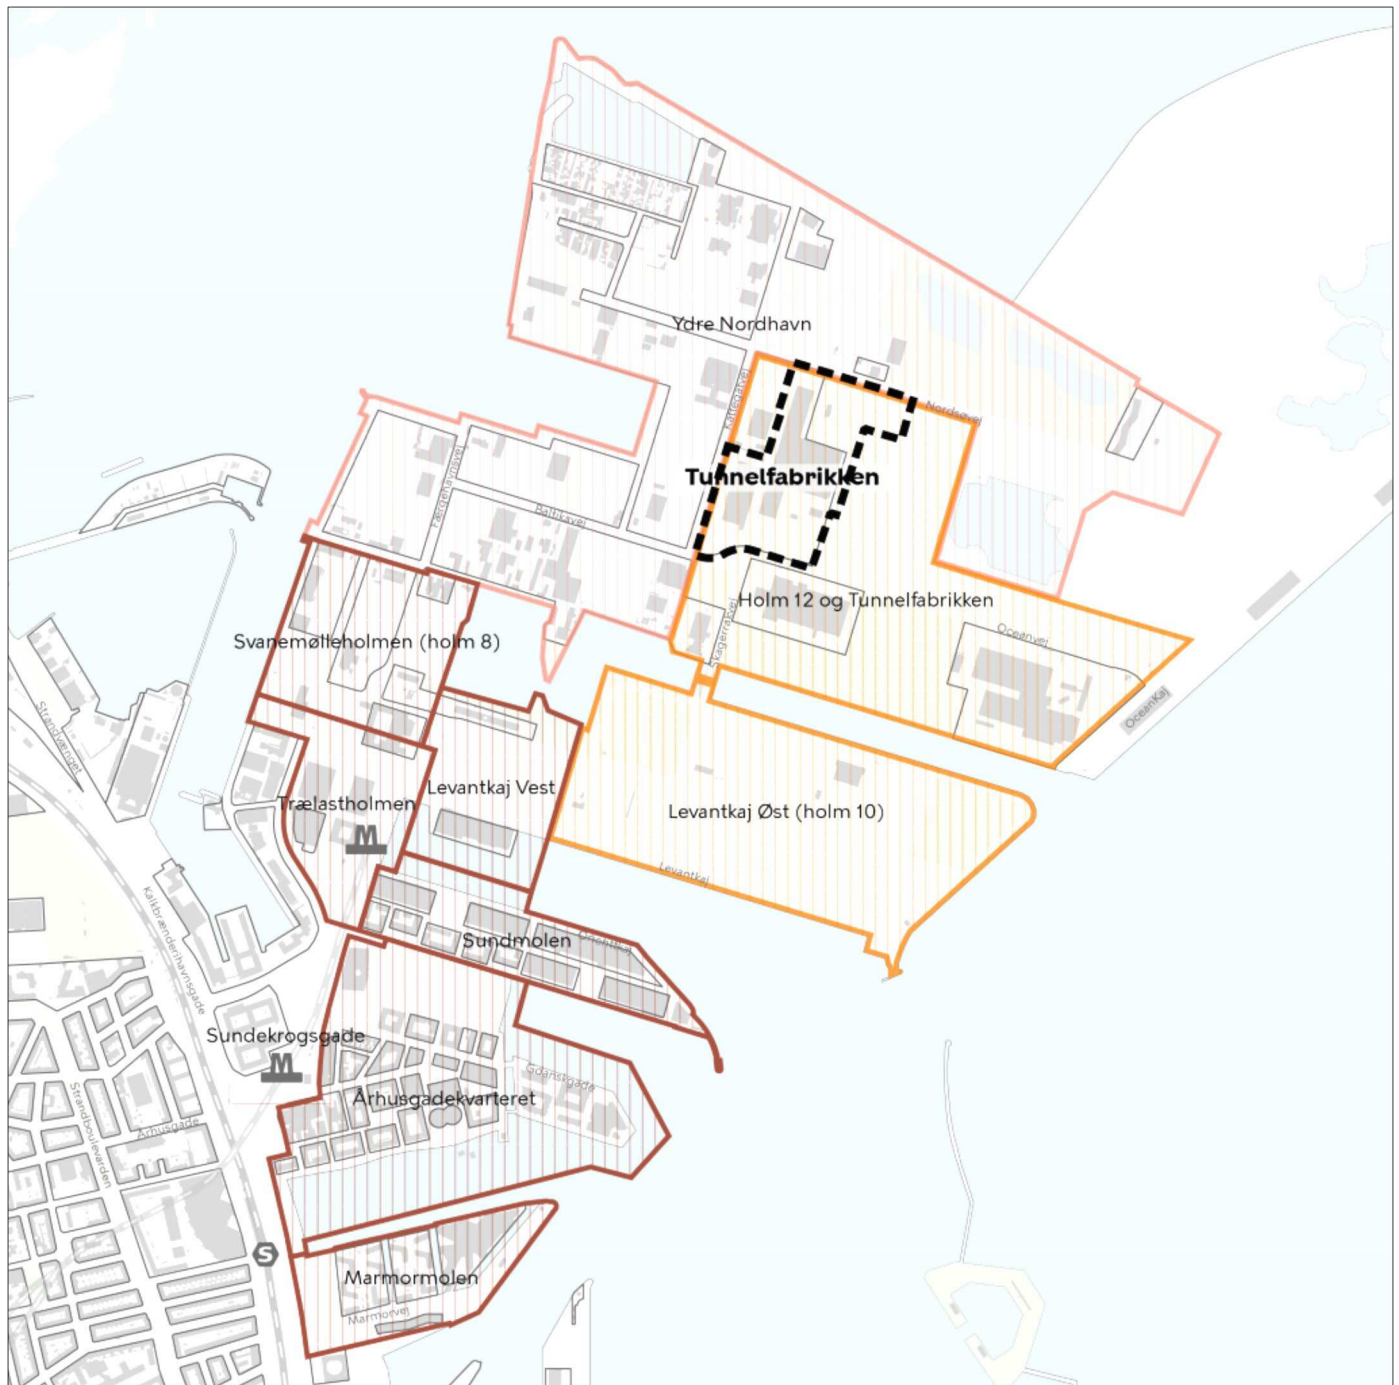 Ydre Nordhavn
Kattegatvej
Nordsøvej
Tunnelfabrikken
Færgehavnsvej
Baltikavej
Holm 12 og Tunnelfabrikken
Skagerrakvej
Oceanvej
Svanemølleholmen (holm 8)
OceanKaj
Strandvænget
Levantkaj Vest
Trælastholmen
M
Levantkaj Øst (holm 10)
Levantkaj
Kalkbrænderihavnsgade
Sundmolen
Orientkaj
Sundekrogsgade
M
Gdanskgade
Århusgadekvarteret
Strandboulevarden
Århusgade
S
Marmormolen
Marmorvej